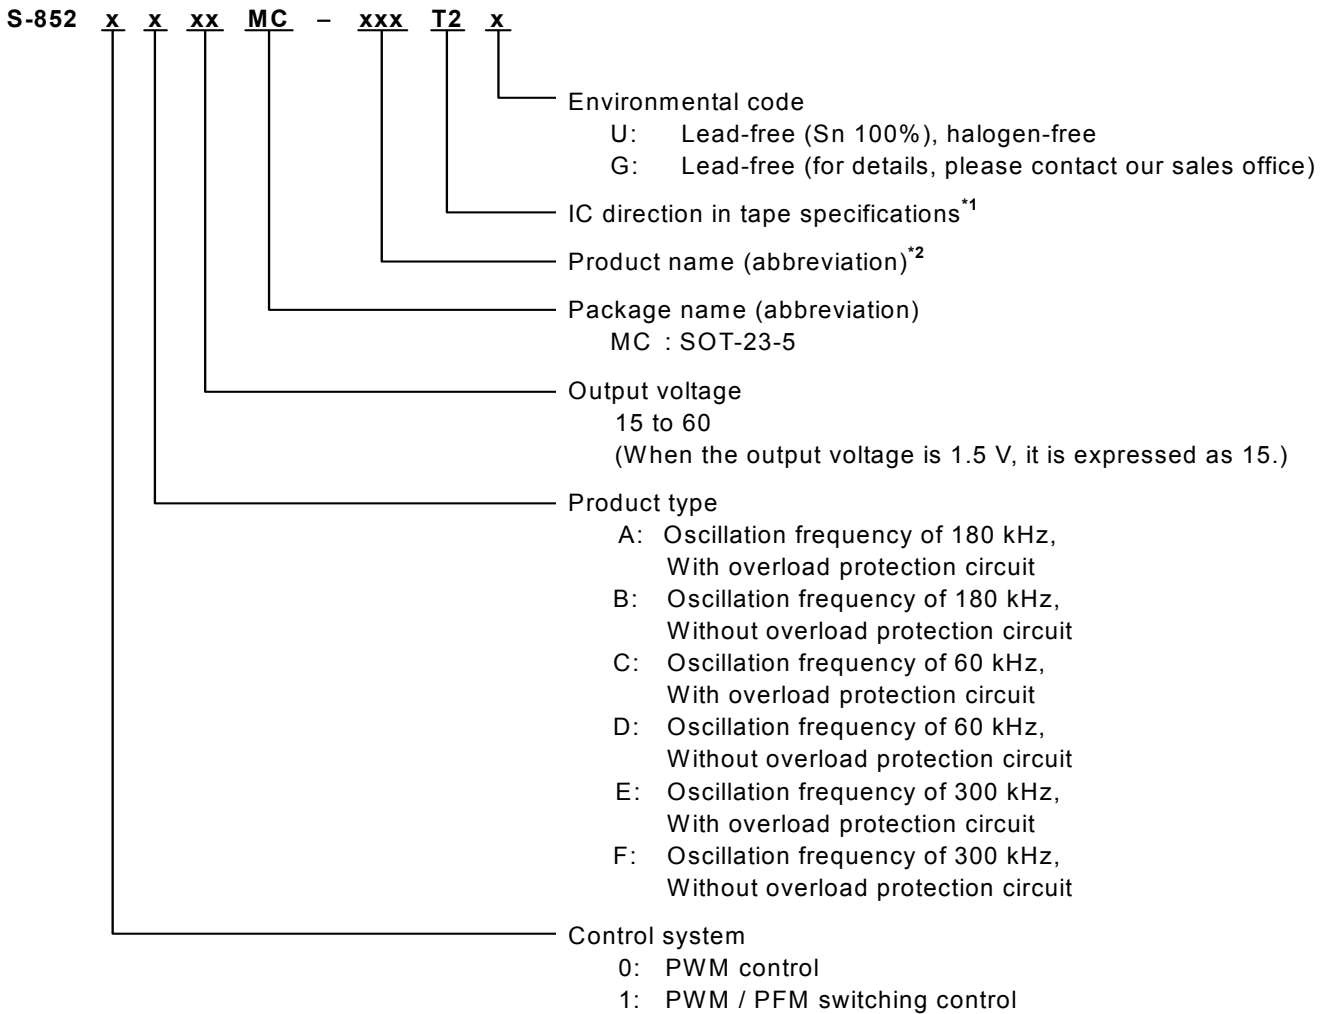 S-852 x x xx MC – xxx T2 x
Environmental code
U: Lead-free (Sn 100%), halogen-free
G: Lead-free (for details, please contact our sales office)
IC direction in tape specifications*1
Product name (abbreviation)*2
Package name (abbreviation)
MC : SOT-23-5
Output voltage
15 to 60
(When the output voltage is 1.5 V, it is expressed as 15.)
Product type
A: Oscillation frequency of 180 kHz,
With overload protection circuit
B: Oscillation frequency of 180 kHz,
Without overload protection circuit
C: Oscillation frequency of 60 kHz,
With overload protection circuit
D: Oscillation frequency of 60 kHz,
Without overload protection circuit
E: Oscillation frequency of 300 kHz,
With overload protection circuit
F: Oscillation frequency of 300 kHz,
Without overload protection circuit
Control system
0: PWM control
1: PWM / PFM switching control